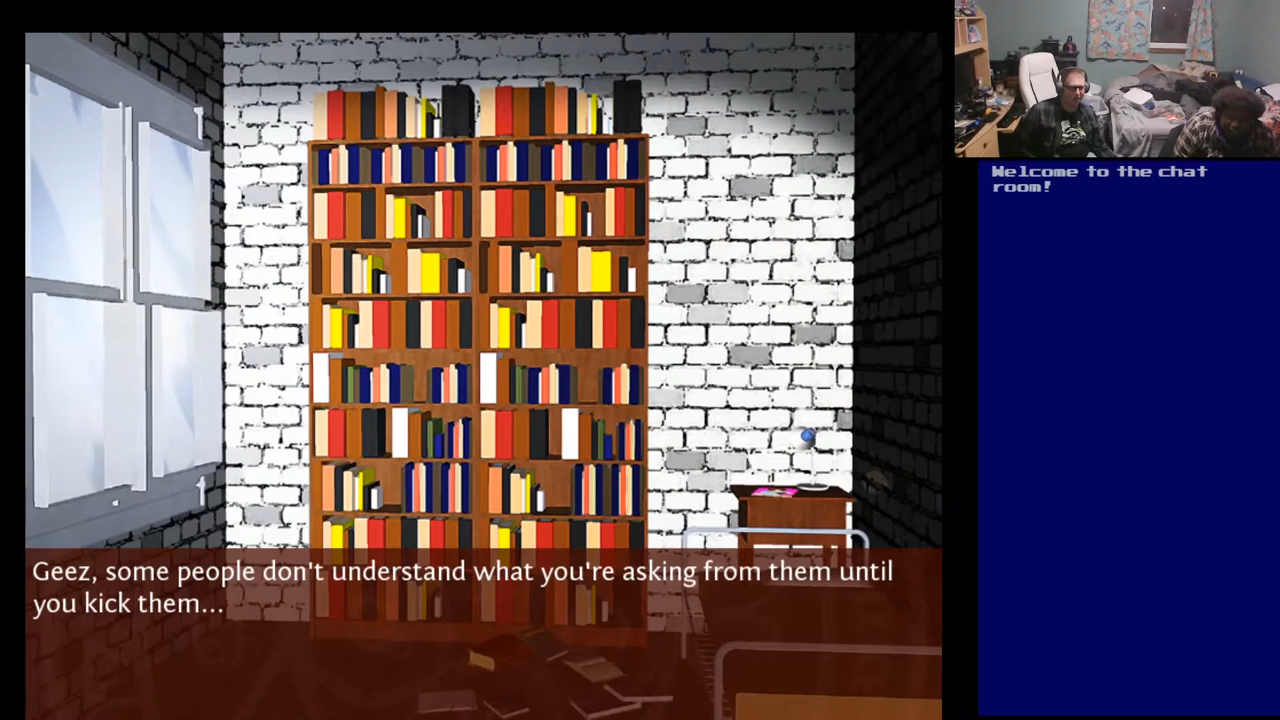 Welcome to the chat
room!
Geez, some people don't understand what you're asking from them until
you kick them...